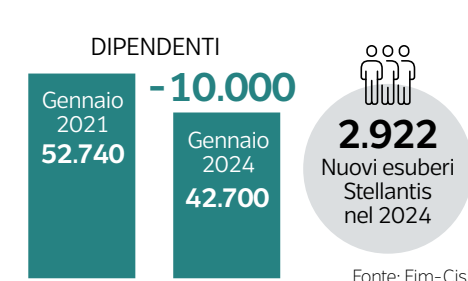 DIPENDENTI
Gennaio
2021
52.740
-10.000
Gennaio
2024
42.700
2.922
Nuovi esuberi
Stellantis
nel 2024
Fonte: Fim-Cis